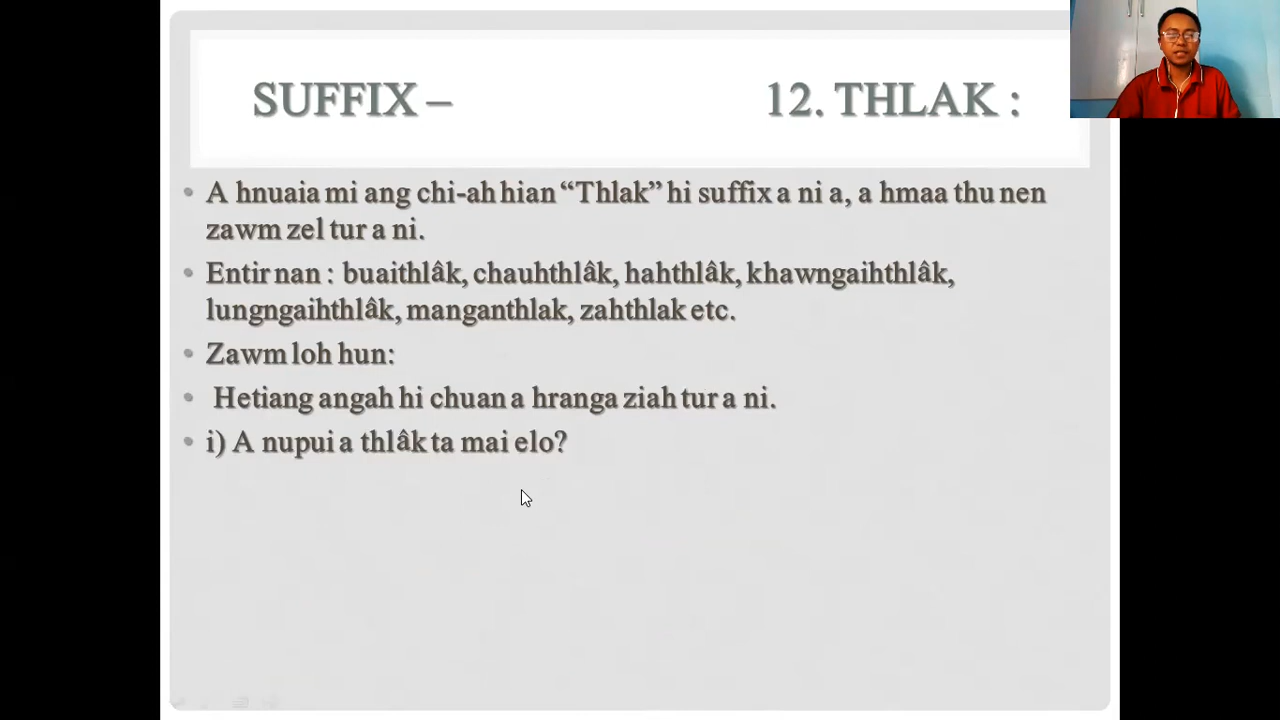 SUFFIX – 12. THLAK :
• A hnuaia mi ang chi-ah hian “Thlak” hi suffix a ni a, a hmaa thu nen
zawm zel tur a ni.
• Entir nan : buaithlâk, chauhthlâk, hahthlâk, khawngaihthlâk,
lungngaihthlâk, manganthlak, zahthlak etc.
• Zawm loh hun:
• Hetiang angah hi chuan a hranga ziah tur a ni.
• i) A nupui a thlâk ta mai elo?